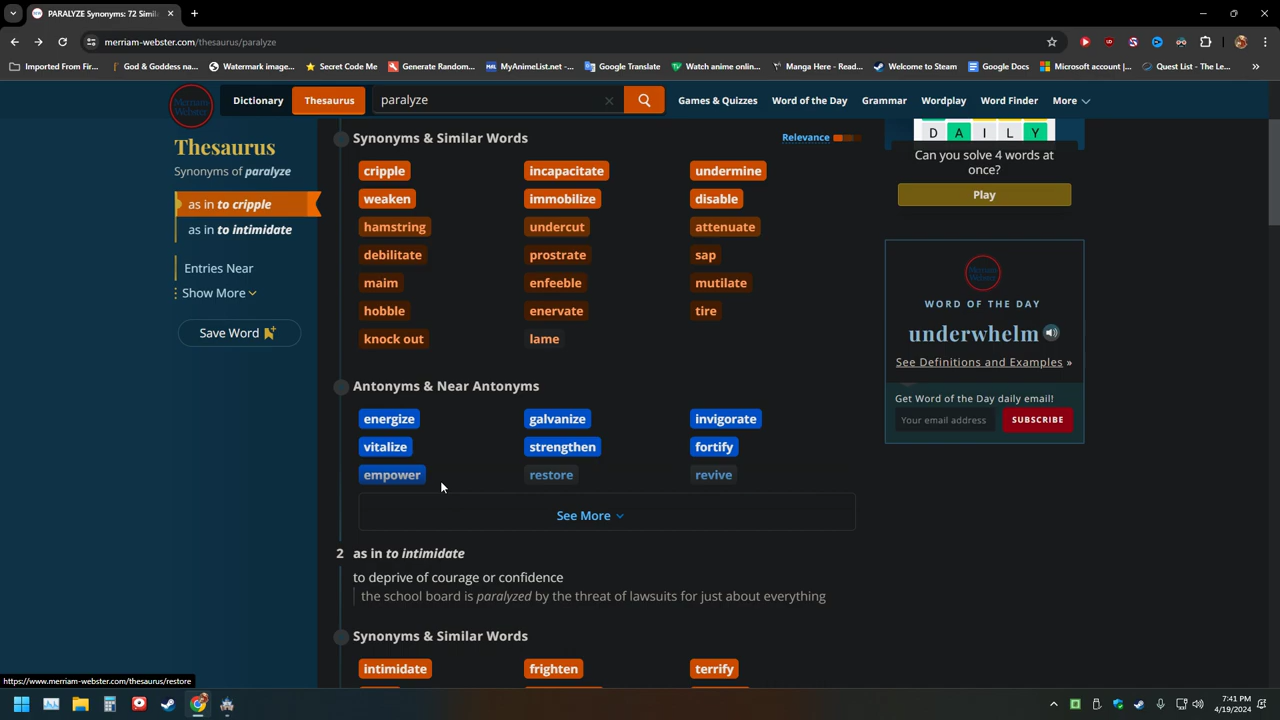 PARALYZE Synonyms: 72 Simil
merriam-webster.com/thesaurus/paralyze
Imported From Fir...
God & Goddess na...
Watermark image...
Secret Code Me
Generate Random...
MAL
MyAnimeList.net -...
Google Translate
Watch anime onlin...
Manga Here - Read...
Welcome to Steam
Google Docs
Microsoft account |...
Quest List - The Le...
Merriam Webster
Dictionary
Thesaurus
paralyze
Games & Quizzes
Word of the Day
Grammar
Wordplay
Word Finder
More
Thesaurus
Synonyms of paralyze
as in to cripple
as in to intimidate
Entries Near
Show More
Save Word
Synonyms & Similar Words
Relevance
cripple incapacitate undermine
weaken immobilize disable
hamstring undercut attenuate
debilitate prostrate sap
maim enfeeble mutilate
hobble enervate tire
knock out lame
Antonyms & Near Antonyms
energize galvanize invigorate
vitalize strengthen fortify
empower restore revive
See More
2 as in to intimidate
to deprive of courage or confidence
the school board is paralyzed by the threat of lawsuits for just about everything
Synonyms & Similar Words
intimidate frighten terrify
D A I L Y
Can you solve 4 words at
once?
Play
Merriam Webster
WORD OF THE DAY
underwhelm
See Definitions and Examples »
Get Word of the Day daily email!
Your email address
SUBSCRIBE
https://www.merriam-webster.com/thesaurus/restore
7:41 PM
4/19/2024